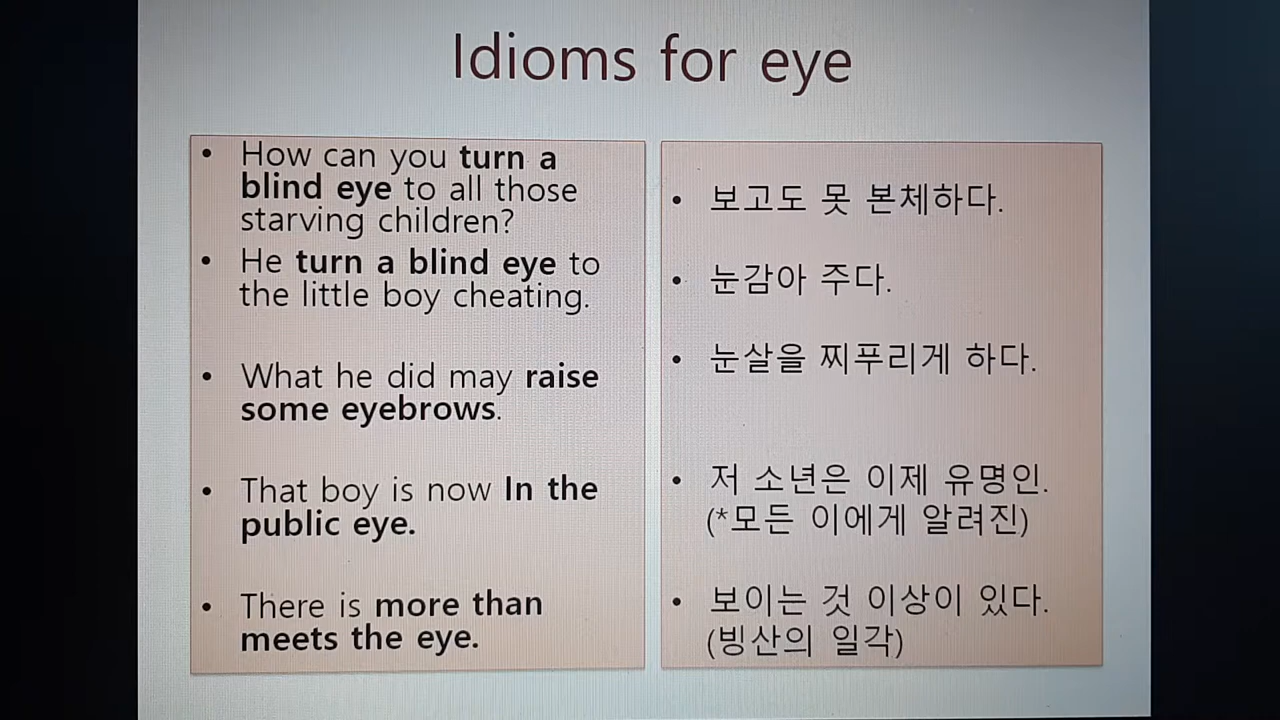 Idioms for eye
• How can you turn a
blind eye to all those
starving children?
• He turn a blind eye to
the little boy cheating.
• What he did may raise
some eyebrows.
• That boy is now In the
public eye.
• There is more than
meets the eye.
• 보고도 못 본체하다.
• 눈감아 주다.
• 눈살을 찌푸리게 하다.
• 저 소년은 이제 유명인.
(*모든 이에게 알려진)
• 보이는 것 이상이 있다.
(빙산의 일각)